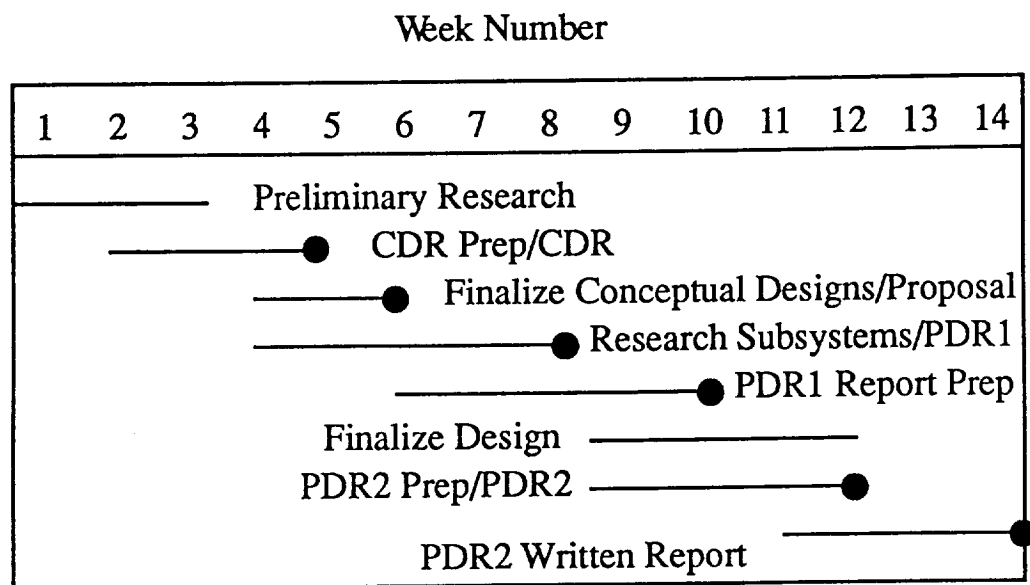 Week Number
1 2 3 4 5 6 7 8 9 10 11 12 13 14
Preliminary Research
CDR Prep/CDR
Finalize Conceptual Designs/Proposal
Research Subsystems/PDR1
PDR1 Report Prep
Finalize Design
PDR2 Prep/PDR2
PDR2 Written Report